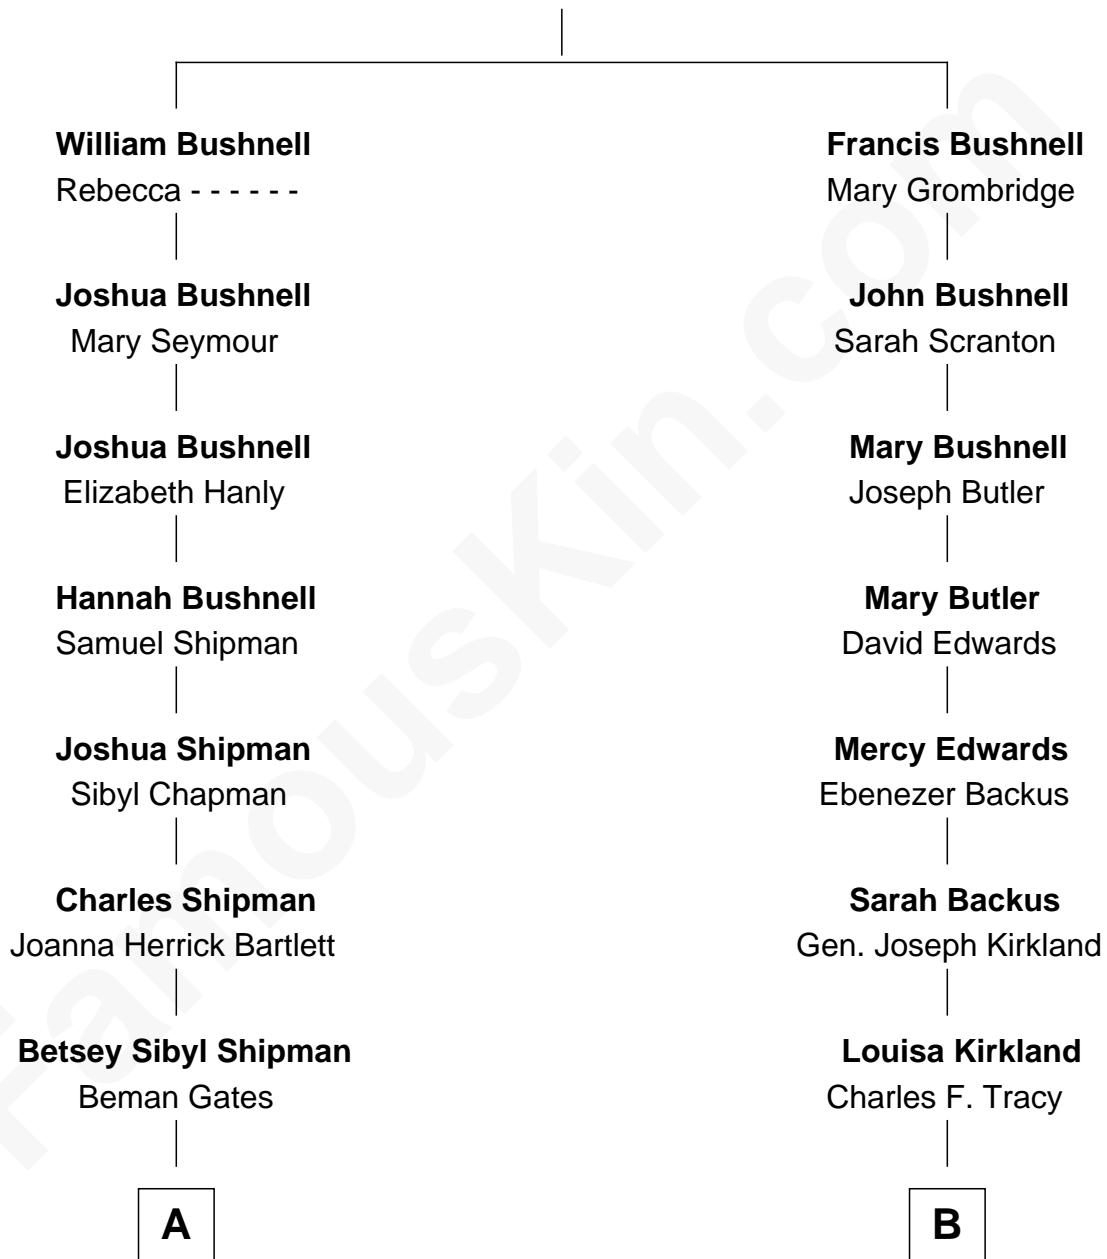 William Bushnell
Rebecca - - - - - -
Francis Bushnell
Mary Grombridge
Joshua Bushnell
Mary Seymour
John Bushnell
Sarah Scranton
Joshua Bushnell
Elizabeth Hanly
Mary Bushnell
Joseph Butler
Hannah Bushnell
Samuel Shipman
Mary Butler
David Edwards
Joshua Shipman
Sibyl Chapman
Mercy Edwards
Ebenezer Backus
Charles Shipman
Joanna Herrick Bartlett
Sarah Backus
Gen. Joseph Kirkland
Betsey Sibyl Shipman
Beman Gates
Louisa Kirkland
Charles F. Tracy
A
B
FamousKin.com